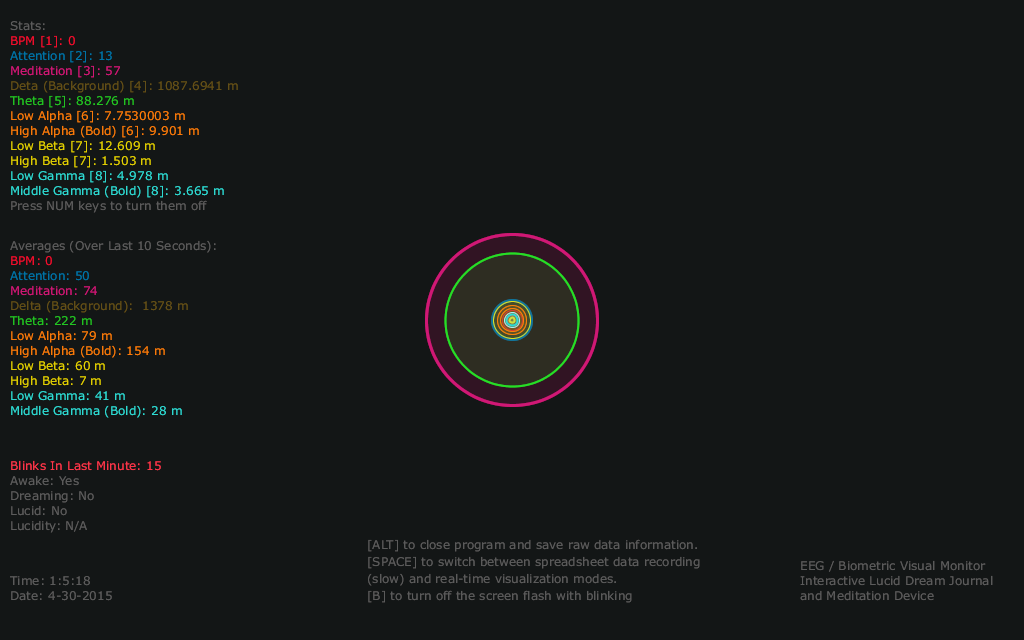 Stats:
BPM [1]: 0
Attention [2]: 13
Meditation [3]: 57
Deta (Background) [4]: 1087.6941 m
Theta [5]: 88.276 m
Low Alpha [6]: 7.7530003 m
High Alpha (Bold) [6]: 9.901 m
Low Beta [7]: 12.609 m
High Beta [7]: 1.503 m
Low Gamma [8]: 4.978 m
Middle Gamma (Bold) [8]: 3.665 m
Press NUM keys to turn them off
Averages (Over Last 10 Seconds):
BPM: 0
Attention: 50
Meditation: 74
Delta (Background): 1378 m
Theta: 222 m
Low Alpha: 79 m
High Alpha (Bold): 154 m
Low Beta: 60 m
High Beta: 7 m
Low Gamma: 41 m
Middle Gamma (Bold): 28 m
Blinks In Last Minute: 15
Awake: Yes
Dreaming: No
Lucid: No
Lucidity: N/A
Time: 1:5:18
Date: 4-30-2015
[ALT] to close program and save raw data information.
[SPACE] to switch between spreadsheet data recording
(slow) and real-time visualization modes.
[B] to turn off the screen flash with blinking
EEG / Biometric Visual Monitor
Interactive Lucid Dream Journal
and Meditation Device